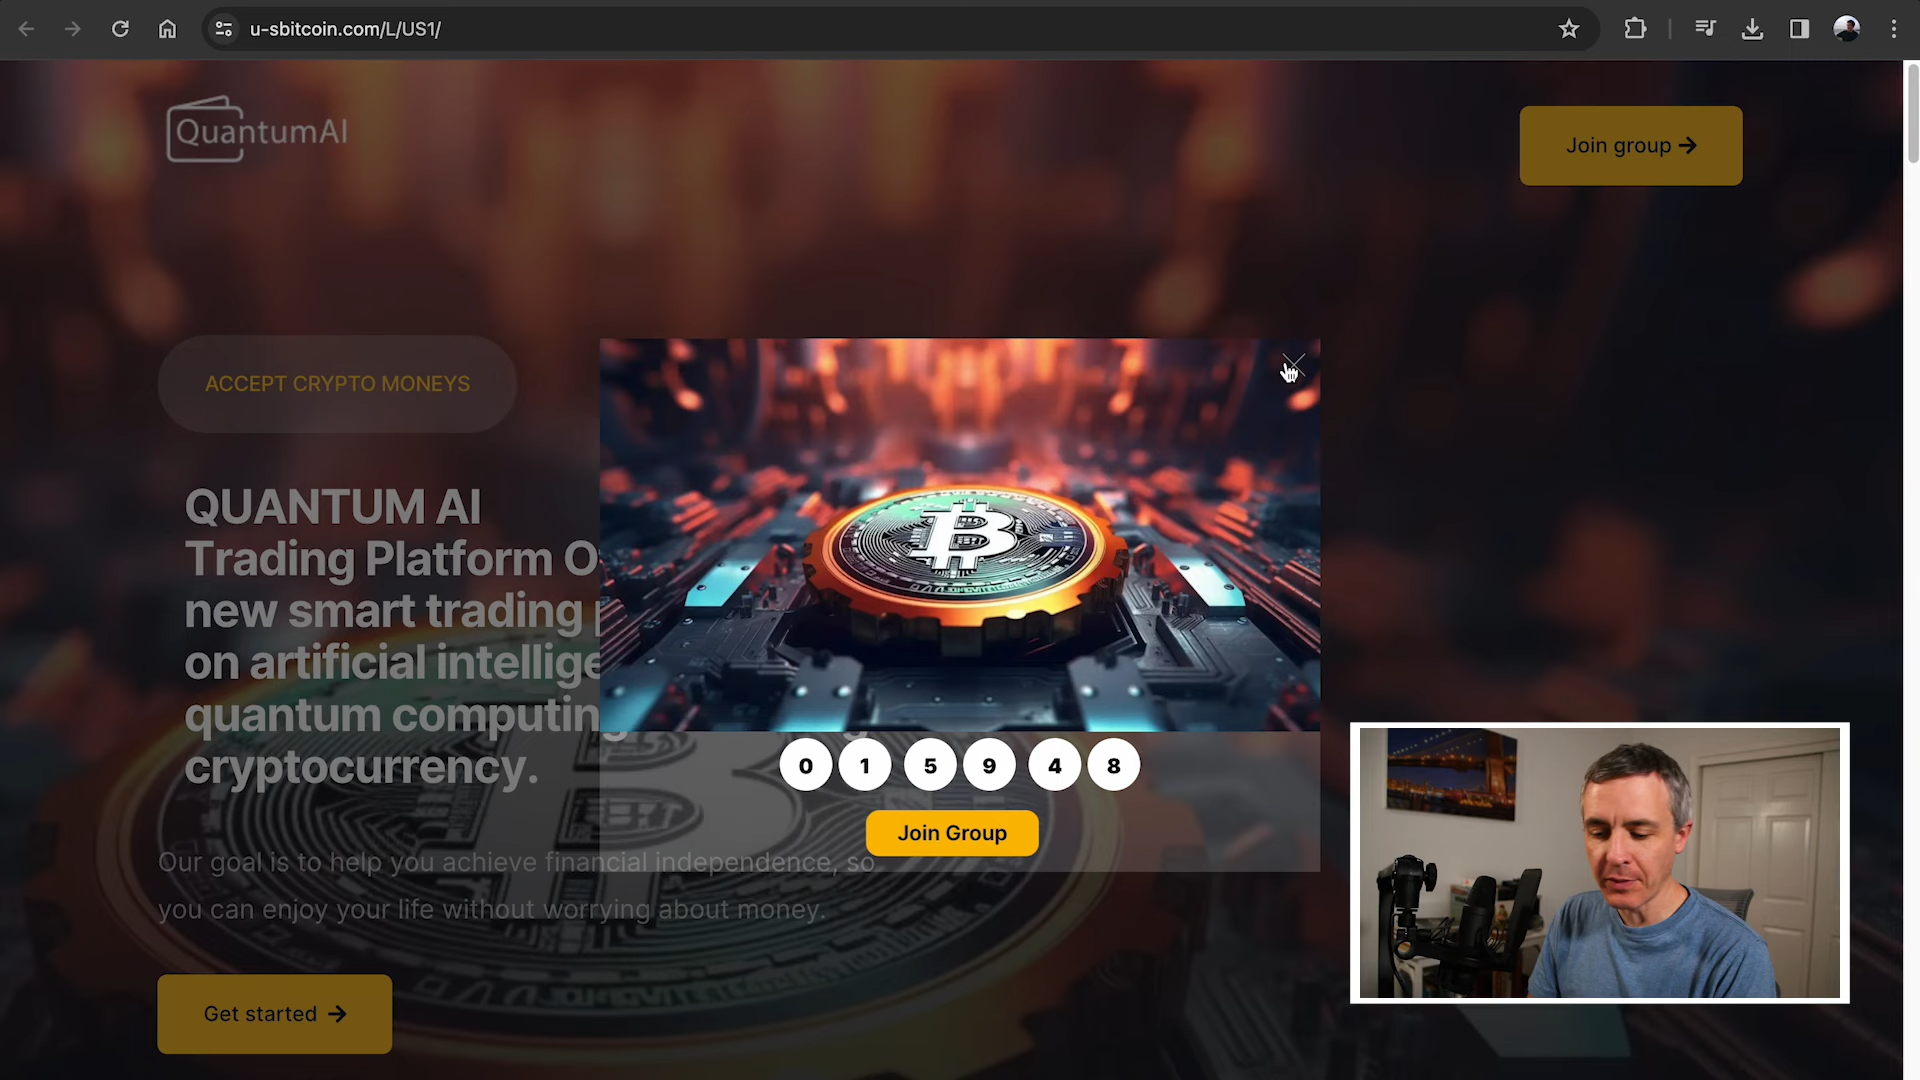 u-sbitcoin.com/L/US1/
QuantumAI
Join group →
ACCEPT CRYPTO MONEYS
QUANTUM AI
Trading Platform O
new smart trading
on artificial intellige
quantum computin
cryptocurrency.
B
0 1 5 9 4 8
Join Group
Our goal is to help you achieve financial independence, so
you can enjoy your life without worrying about money.
Get started →